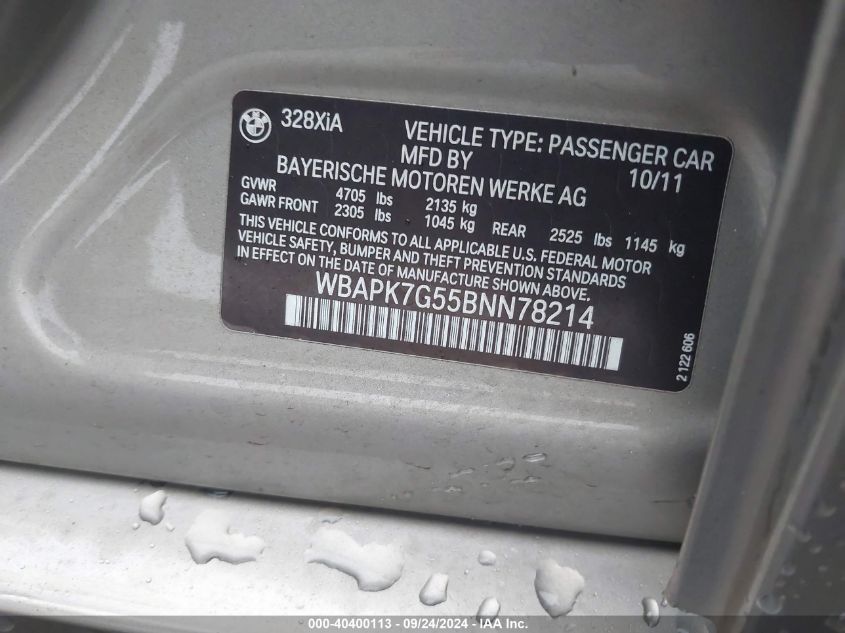 BMW
328XiA
VEHICLE TYPE: PASSENGER CAR
MFD BY 10/11
BAYERISCHE MOTOREN WERKE AG
GVWR 4705 lbs 2135 kg
GAWR FRONT 2305 lbs 1045 kg REAR 2525 lbs 1145 kg
THIS VEHICLE CONFORMS TO ALL APPLICABLE U.S. FEDERAL MOTOR
VEHICLE SAFETY, BUMPER AND THEFT PREVENTION STANDARDS
IN EFFECT ON THE DATE OF MANUFACTURE SHOWN ABOVE.
WBAPK7G55BNN78214
2 122 606
000-40400113 - 09/24/2024 - IAA Inc.